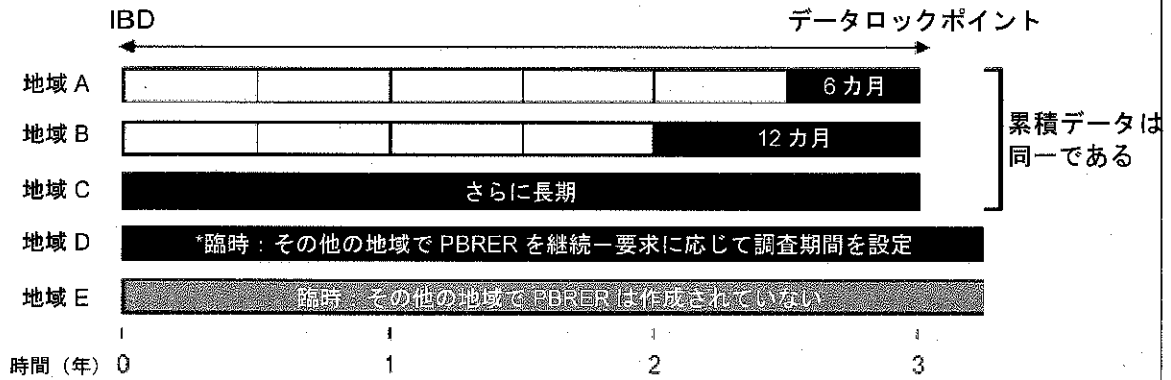 IBD
データロックポイント
地域 A
6 カ月
地域 B
12 カ月
累積データは
同一である
地域 C
さらに長期
地域 D
*臨時：その他の地域で PBRER を継続ー要求に応じて調査期間を設定
地域 E
臨時：その他の地域で PBRER は作成されていない
時間（年） 0 1 2 3